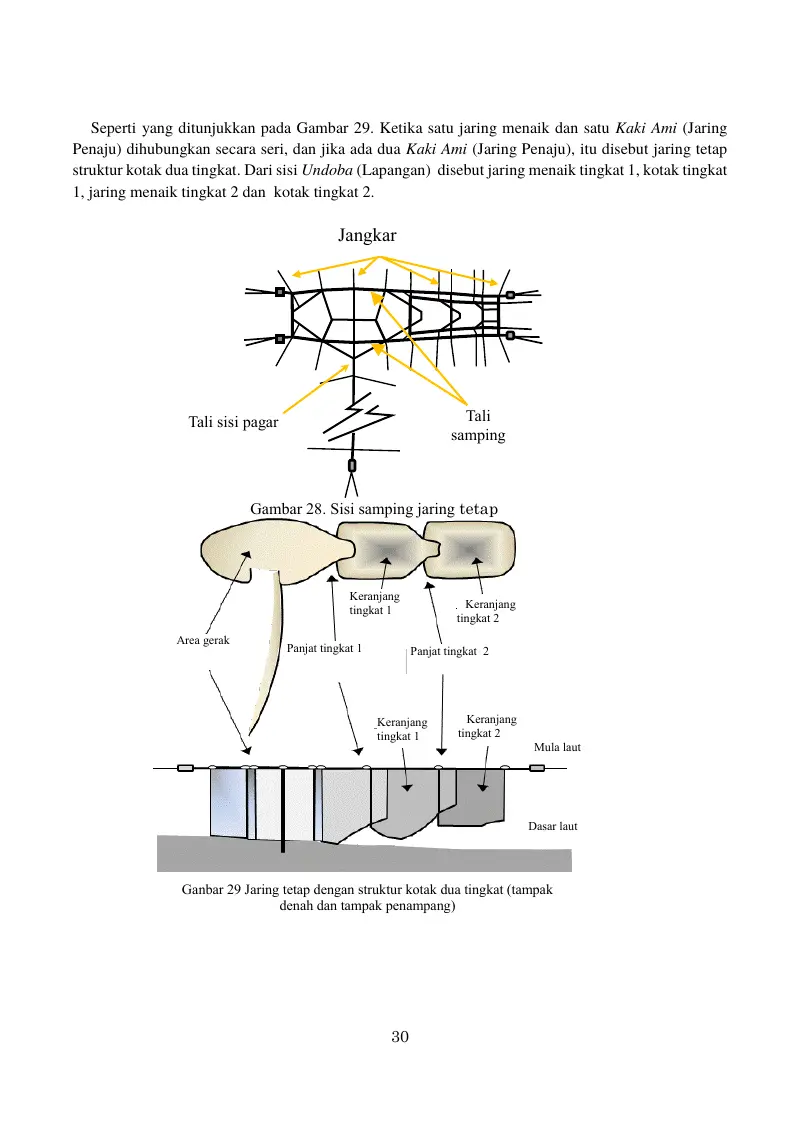 Seperti yang ditunjukkan pada Gambar 29. Ketika satu jaring menaik dan satu Kaki Ami (Jaring
Penaju) dihubungkan secara seri, dan jika ada dua Kaki Ami (Jaring Penaju), itu disebut jaring tetap
struktur kotak dua tingkat. Dari sisi Undoba (Lapangan) disebut jaring menaik tingkat 1, kotak tingkat
1, jaring menaik tingkat 2 dan kotak tingkat 2.
Jangkar
Tali sisi pagar
Tali
samping
Gambar 28. Sisi samping jaring tetap
Keranjang
tingkat 1
Keranjang
tingkat 2
Area gerak
Panjat tingkat 1
Panjat tingkat 2
Keranjang
tingkat 1
Keranjang
tingkat 2
Mula laut
Dasar laut
Ganbar 29 Jaring tetap dengan struktur kotak dua tingkat (tampak
denah dan tampak penampang)
30